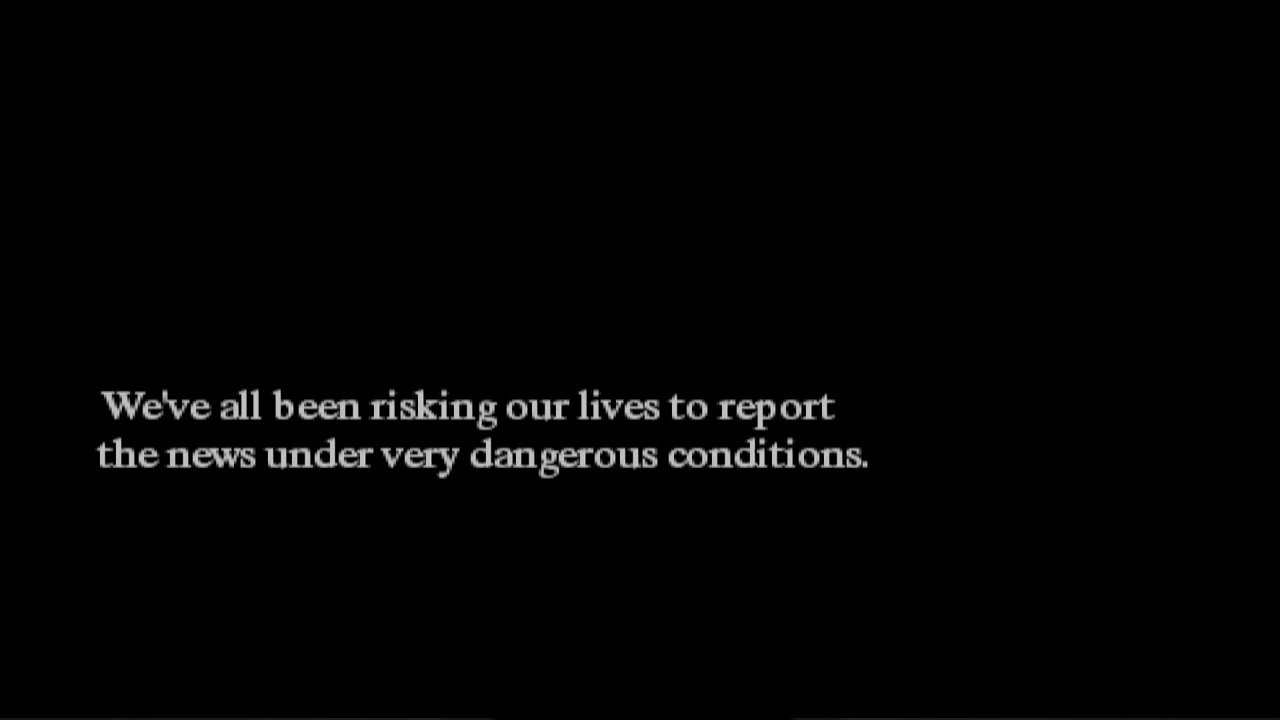 We've all been risking our lives to report
the news under very dangerous conditions.